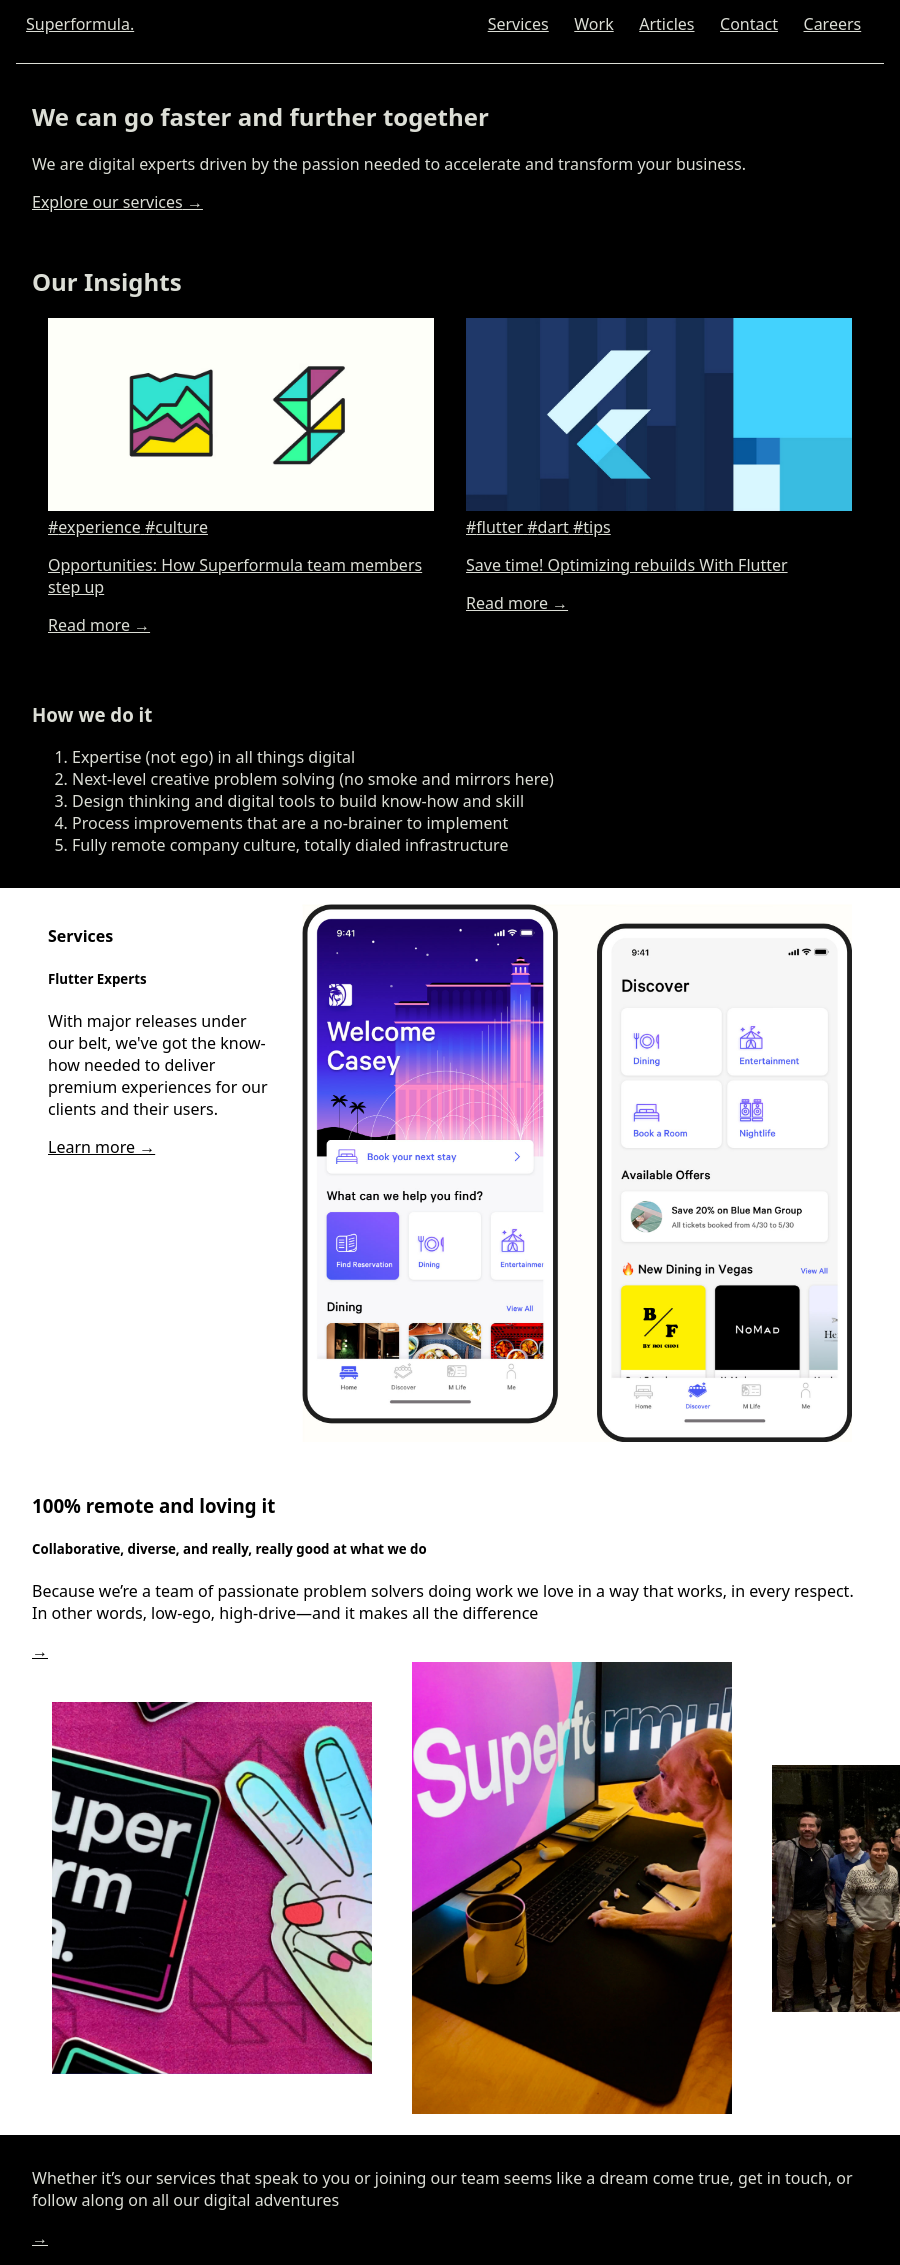 Superformula.
Services Work Articles Contact Careers
We can go faster and further together
We are digital experts driven by the passion needed to accelerate and transform your business.
Explore our services →
Our Insights
#experience #culture
Opportunities: How Superformula team members
step up
Read more →
#flutter #dart #tips
Save time! Optimizing rebuilds With Flutter
Read more →
How we do it
1. Expertise (not ego) in all things digital
2. Next-level creative problem solving (no smoke and mirrors here)
3. Design thinking and digital tools to build know-how and skill
4. Process improvements that are a no-brainer to implement
5. Fully remote company culture, totally dialed infrastructure
Services
Flutter Experts
With major releases under
our belt, we've got the know-
how needed to deliver
premium experiences for our
clients and their users.
Learn more →
9:41
Welcome
Casey
Book your next stay
What can we help you find?
Find Reservation
Dining
Entertainmen
Dining
View All
Home
Discover
M Life
Me
9:41
Discover
Dining
Entertainment
Book a Room
Nightlife
Available Offers
Save 20% on Blue Man Group
All tickets booked from 4/30 to 5/30
🔥 New Dining in Vegas
View All
B/F
NoMad
He
Home
Discover
M Life
Me
100% remote and loving it
Collaborative, diverse, and really, really good at what we do
Because we’re a team of passionate problem solvers doing work we love in a way that works, in every respect.
In other words, low-ego, high-drive—and it makes all the difference
→
uper
rm
a.
Superformul
Whether it’s our services that speak to you or joining our team seems like a dream come true, get in touch, or
follow along on all our digital adventures
→